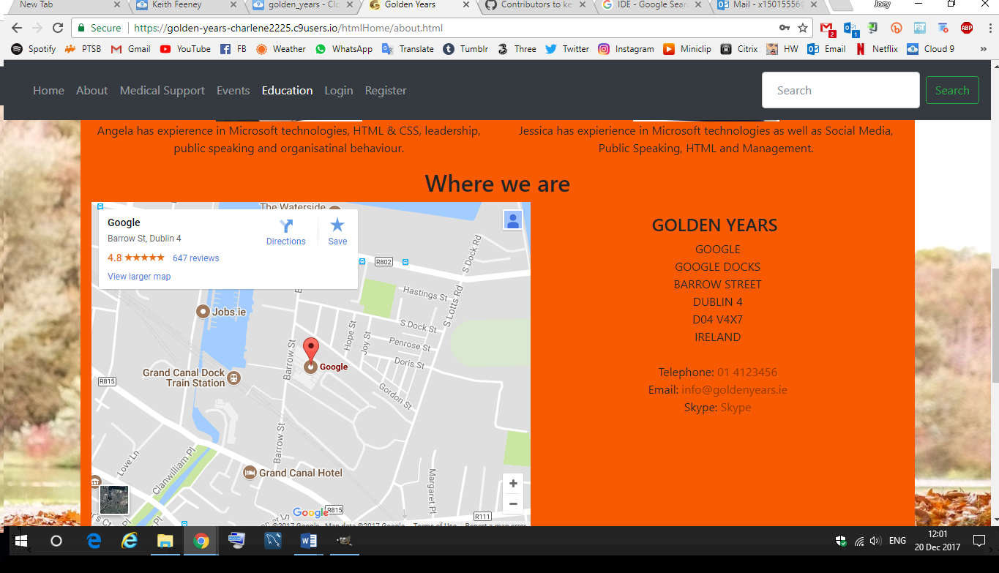 New Tab
Keith Feeney
golden_years - Clo
Golden Years
Contributors to ke
IDE - Google Sear
Mail - x15015556
Joey
Secure
https://golden-years-charlene2225.c9users.io/htmlHome/about.html
2
1
ABP
Spotify
PTSB
Gmail
YouTube
FB
Weather
WhatsApp
Translate
Tumblr
Three
Twitter
Instagram
Miniclip
Citrix
HW
Email
Netflix
Cloud 9
»
Home
About
Medical Support
Events
Education
Login
Register
Search
Search
Angela has expierence in Microsoft technologies, HTML & CSS, leadership,
public speaking and organisatinal behaviour.
Jessica has expierience in Microsoft technologies as well as Social Media,
Public Speaking, HTML and Management.
Where we are
The Waterside
Google
Barrow St, Dublin 4
4.8 ★★★★★ 647 reviews
View larger map
Directions
Save
R802
S Dock Rd
Hastings St
S Lotts Rd
Jobs.ie
S Dock St
Hope St
Joy St
Penrose St
Doris St
Barrow St
Google
Grand Canal Dock
Train Station
R815
Gordon St
Barrow St
Love Ln
Clanwilliam Pl
Grand Canal Hotel
Margaret Pl
+
−
Google
R815
R111
©2017 Google
Map data ©2017 Google
Terms of Use
Report a map error
GOLDEN YEARS
GOOGLE
GOOGLE DOCKS
BARROW STREET
DUBLIN 4
D04 V4X7
IRELAND
Telephone: 01 4123456
Email: info@goldenyears.ie
Skype: Skype
ENG
12:01
20 Dec 2017